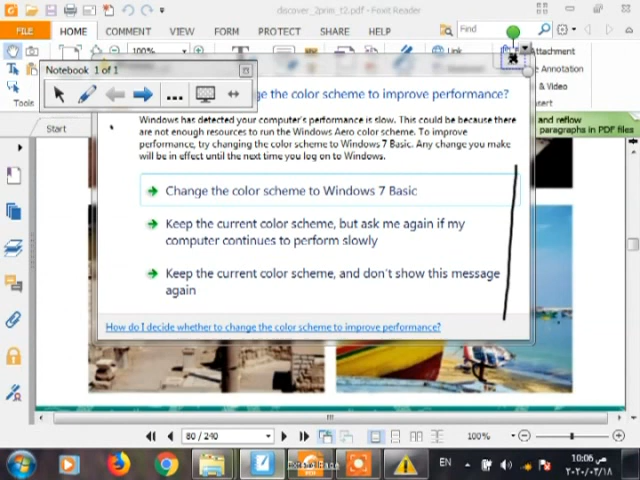 discover_2prim_t2.pdf - Foxit Reader
FILE HOME COMMENT VIEW FORM PROTECT SHARE HELP Find
100%
Link
Attachment
Notebook 1 of 1
e Annotation
& Video
Tools
ge the color scheme to improve performance?
Start
and reflow
paragraphs in PDF files
Windows has detected your computer's performance is slow. This could be because there
are not enough resources to run the Windows Aero color scheme. To improve
performance, try changing the color scheme to Windows 7 Basic. Any change you make
will be in effect until the next time you log on to Windows.
Change the color scheme to Windows 7 Basic
Keep the current color scheme, but ask me again if my
computer continues to perform slowly
Keep the current color scheme, and don't show this message
again
How do I decide whether to change the color scheme to improve performance?
80 / 240
100%
EN
10:06 ص
٢٠٢٠/٠٣/١٨